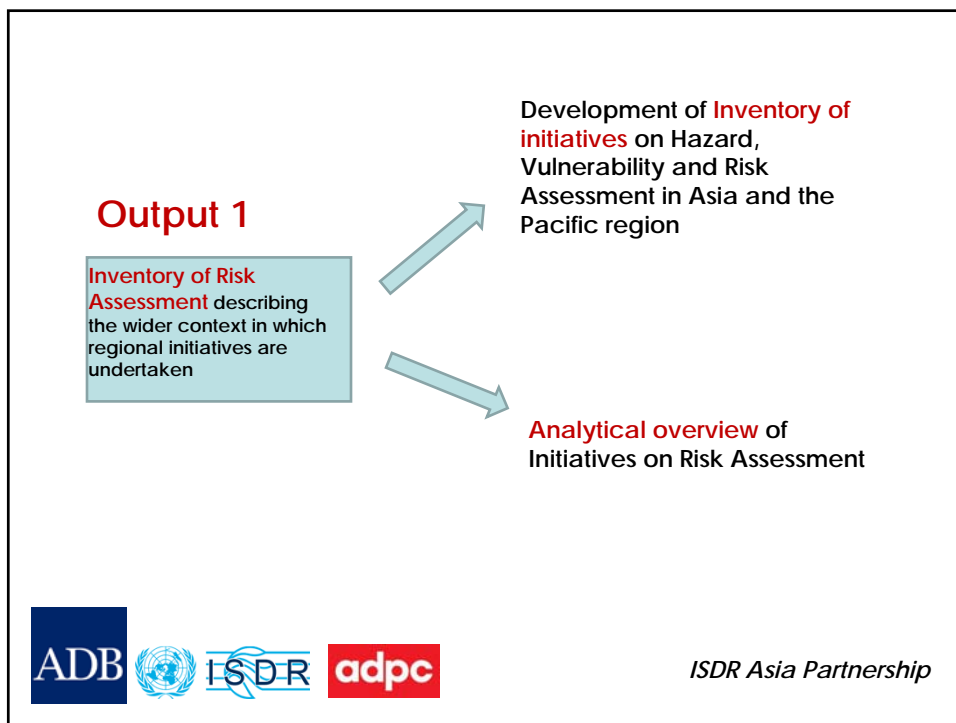 Output 1
Inventory of Risk
Assessment describing
the wider context in which
regional initiatives are
undertaken
Development of Inventory of
initiatives on Hazard,
Vulnerability and Risk
Assessment in Asia and the
Pacific region
Analytical overview of
Initiatives on Risk Assessment
ADB
ISDR
adpc
ISDR Asia Partnership